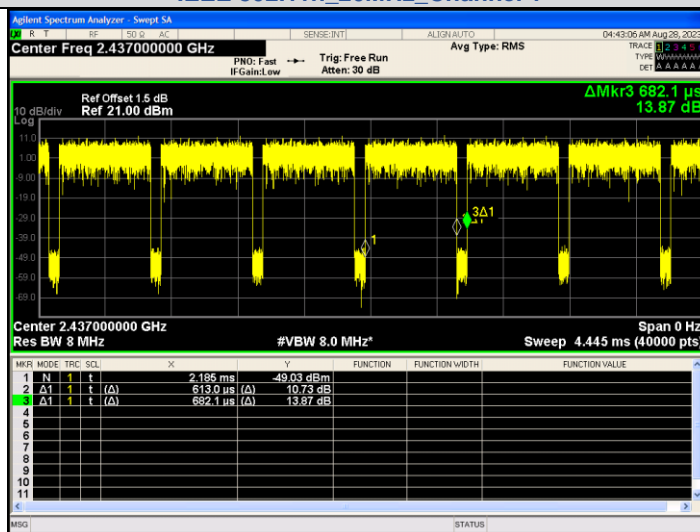 Agilent Spectrum Analyzer - Swept SA
R T RF 50 Ω AC SENSE:INT ALIGN AUTO 04:43:06 AM Aug 28, 2023
Center Freq 2.437000000 GHz Avg Type: RMS TRACE 1 2 3 4 5
PNO: Fast Trig: Free Run TYPE W
IFGain:Low Atten: 30 dB DET A A A A A
ΔMkr3 682.1 µs
13.87 dB
Ref Offset 1.5 dB
10 dB/div Ref 21.00 dBm
Log
11.0
1.00
-9.00
-19.0
-29.0 3Δ1
-39.0 1
-49.0
-59.0
-69.0
Center 2.437000000 GHz Span 0 Hz
Res BW 8 MHz #VBW 8.0 MHz* Sweep 4.445 ms (40000 pts)
MKR MODE TRC SCL X Y FUNCTION FUNCTION WIDTH FUNCTION VALUE
1 N 1 t 2.185 ms -49.03 dBm
2 Δ1 1 t (Δ) 613.0 µs (Δ) 10.73 dB
3 Δ1 1 t (Δ) 682.1 µs (Δ) 13.87 dB
4
5
6
7
8
9
10
11
MSG STATUS